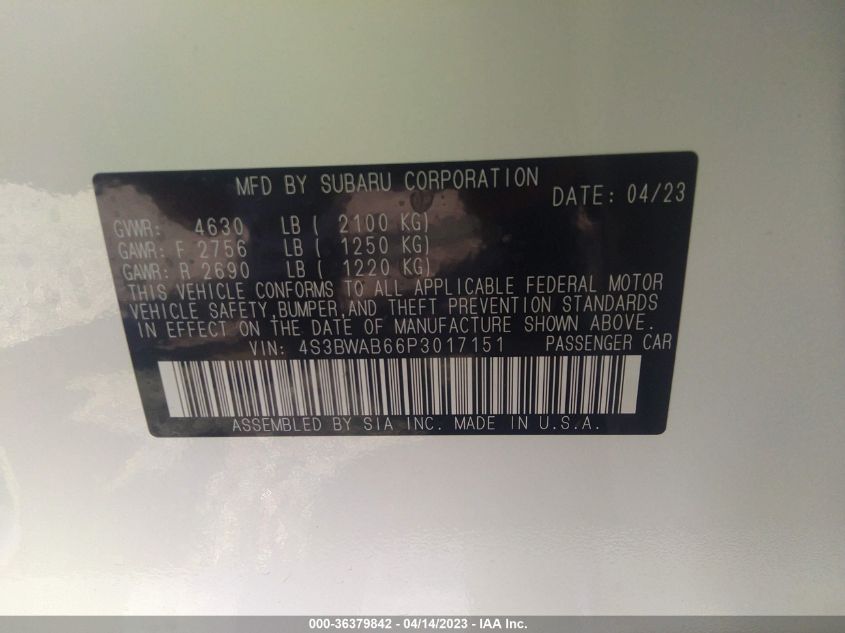 MFD BY SUBARU CORPORATION
DATE: 04/23
GVWR: 4630 LB ( 2100 KG)
GAWR: F 2756 LB ( 1250 KG)
GAWR: R 2690 LB ( 1220 KG)
THIS VEHICLE CONFORMS TO ALL APPLICABLE FEDERAL MOTOR
VEHICLE SAFETY,BUMPER,AND THEFT PREVENTION STANDARDS
IN EFFECT ON THE DATE OF MANUFACTURE SHOWN ABOVE.
VIN: 4S3BWAB66P3017151 PASSENGER CAR
ASSEMBLED BY SIA INC. MADE IN U.S.A.
000-36379842 - 04/14/2023 - IAA Inc.